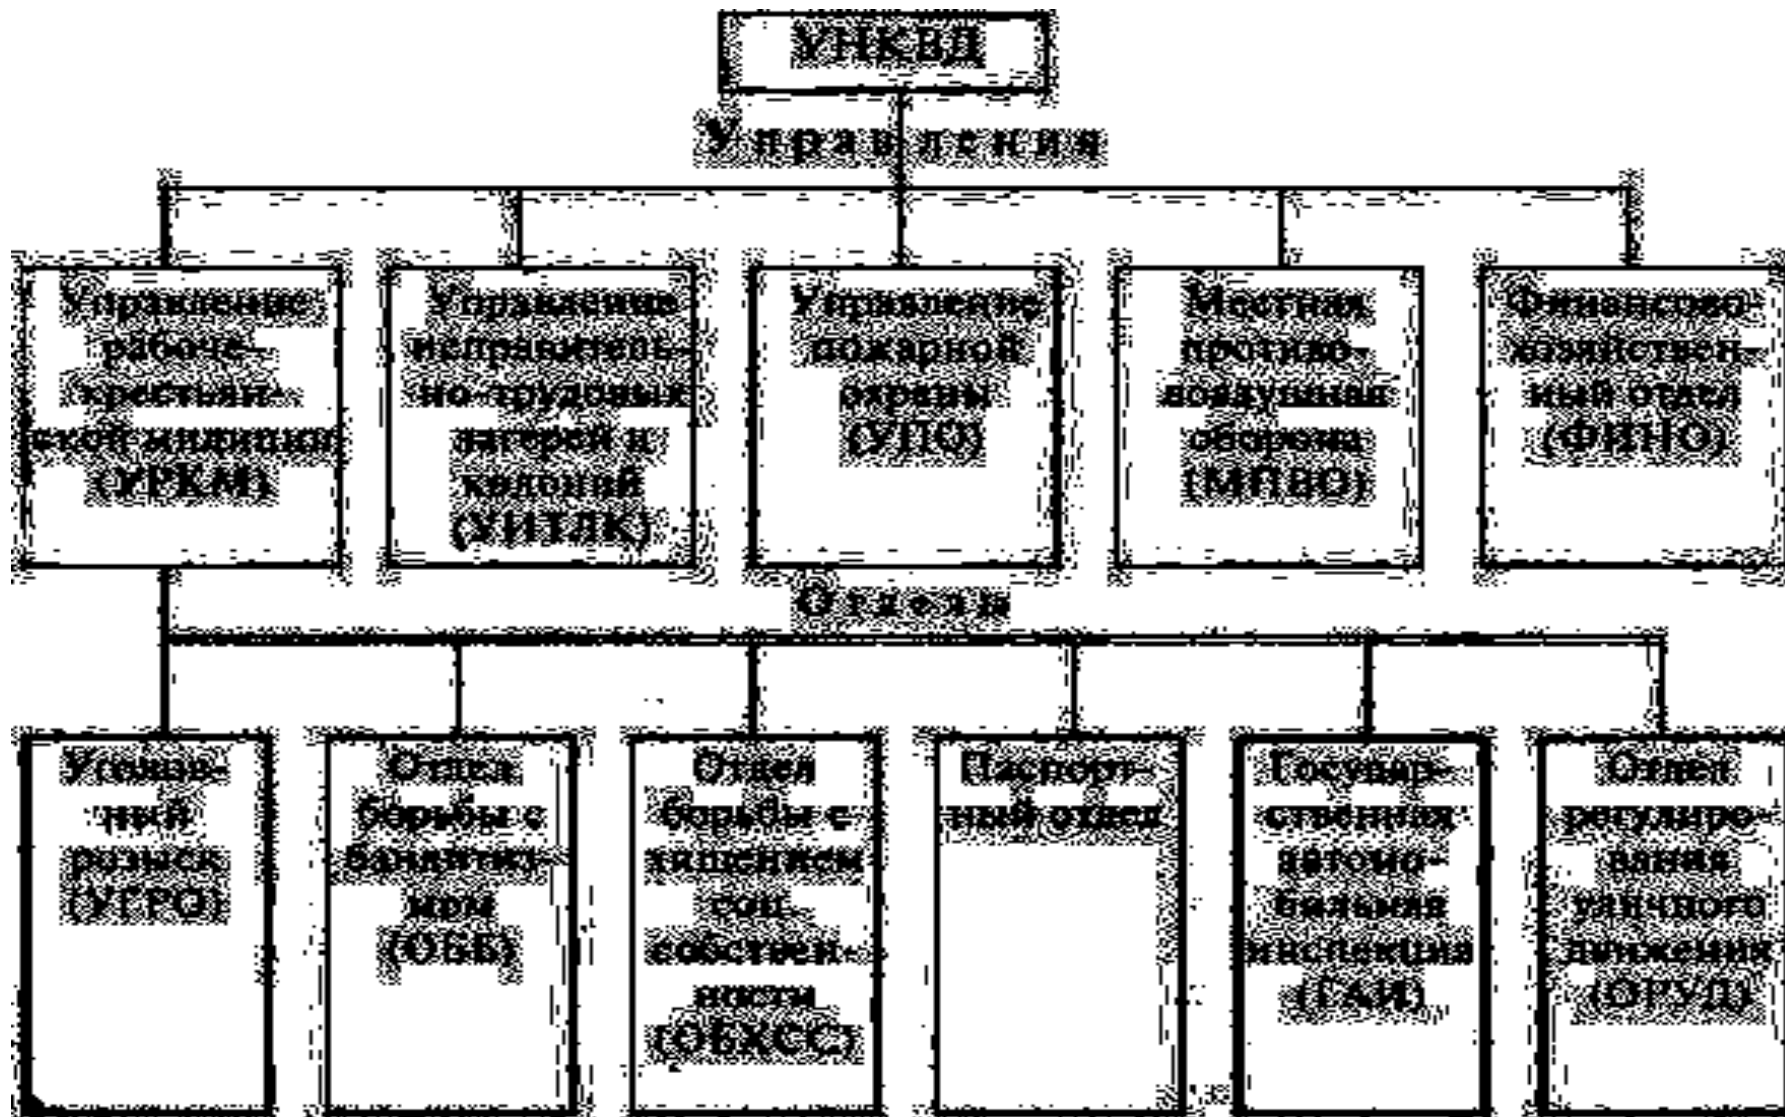 УНКВД
Управления
Управление
рабоче-
крестьян-
ской милиции
(УРКМ)
Управление
исправитель-
но-трудовых
лагерей и
колоний
(УИТЛК)
Управление
пожарной
охраны
(УПО)
Местная
противо-
воздушная
оборона
(МПВО)
Финансово-
хозяйствен-
ный отдел
(ФИНО)
Отделы
Уголов-
ный
розыск
(УГРО)
Отдел
борьбы с
бандитиз-
мом
(ОББ)
Отдел
борьбы с
хищением
соц.
собствен-
ности
(ОБХСС)
Паспорт-
ный отдел
Государ-
ственная
автомо-
бильная
инспекция
(ГАИ)
Отдел
регулиро-
вания
уличного
движения
(ОРУД)